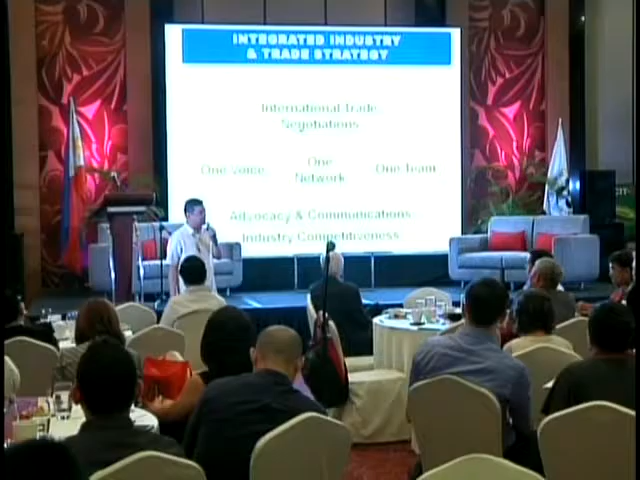 INTEGRATED INDUSTRY
& TRADE STRATEGY
International Trade
Negotiations
One Voice
One
Network
One Team
Advocacy & Communications
Industry Competitiveness